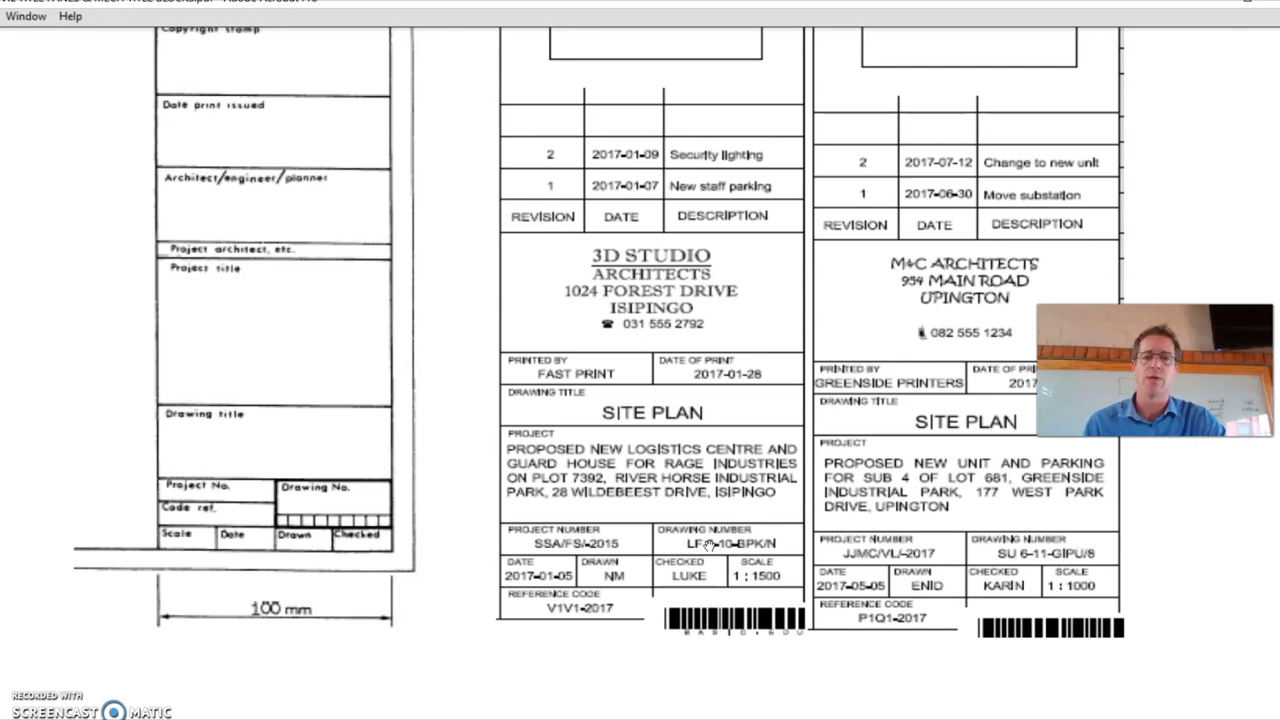 Window Help
Copyright stamp
Date print issued
Architect/engineer/planner
Project architect, etc.
Project title
Drawing title
Project No.
Drawing No.
Code ref.
Scale Date Drawn Checked
100 mm
2 2017-01-09 Security lighting
1 2017-01-07 New staff parking
REVISION DATE DESCRIPTION
3D STUDIO
ARCHITECTS
1024 FOREST DRIVE
ISIPINGO
☎ 031 555 2792
PRINTED BY DATE OF PRINT
FAST PRINT 2017-01-28
DRAWING TITLE
SITE PLAN
PROJECT
PROPOSED NEW LOGISTICS CENTRE AND
GUARD HOUSE FOR RAGE INDUSTRIES
ON PLOT 7392, RIVER HORSE INDUSTRIAL
PARK, 28 WILDEBEEST DRIVE, ISIPINGO
PROJECT NUMBER DRAWING NUMBER
SSA/FS/-2015
DATE DRAWN CHECKED SCALE
2017-01-05 NM LUKE 1 : 1500
REFERENCE CODE
V1V1-2017
2 2017-07-12 Change to new unit
1 2017-06-30 Move substation
REVISION DATE DESCRIPTION
M&C ARCHITECTS
954 MAIN ROAD
UPINGTON
082 555 1234
PRINTED BY DATE OF PRI
GREENSIDE PRINTERS 2017
DRAWING TITLE
SITE PLAN
PROJECT
PROPOSED NEW UNIT AND PARKING
FOR SUB 4 OF LOT 681, GREENSIDE
INDUSTRIAL PARK, 177 WEST PARK
DRIVE, UPINGTON
PROJECT NUMBER DRAWING NUMBER
JJMC/VL/-2017 SU 6-11-GIPU/8
DATE DRAWN CHECKED SCALE
2017-05-05 ENID KARIN 1 : 1000
REFERENCE CODE
P1Q1-2017
RECORDED WITH
SCREENCAST MATIC